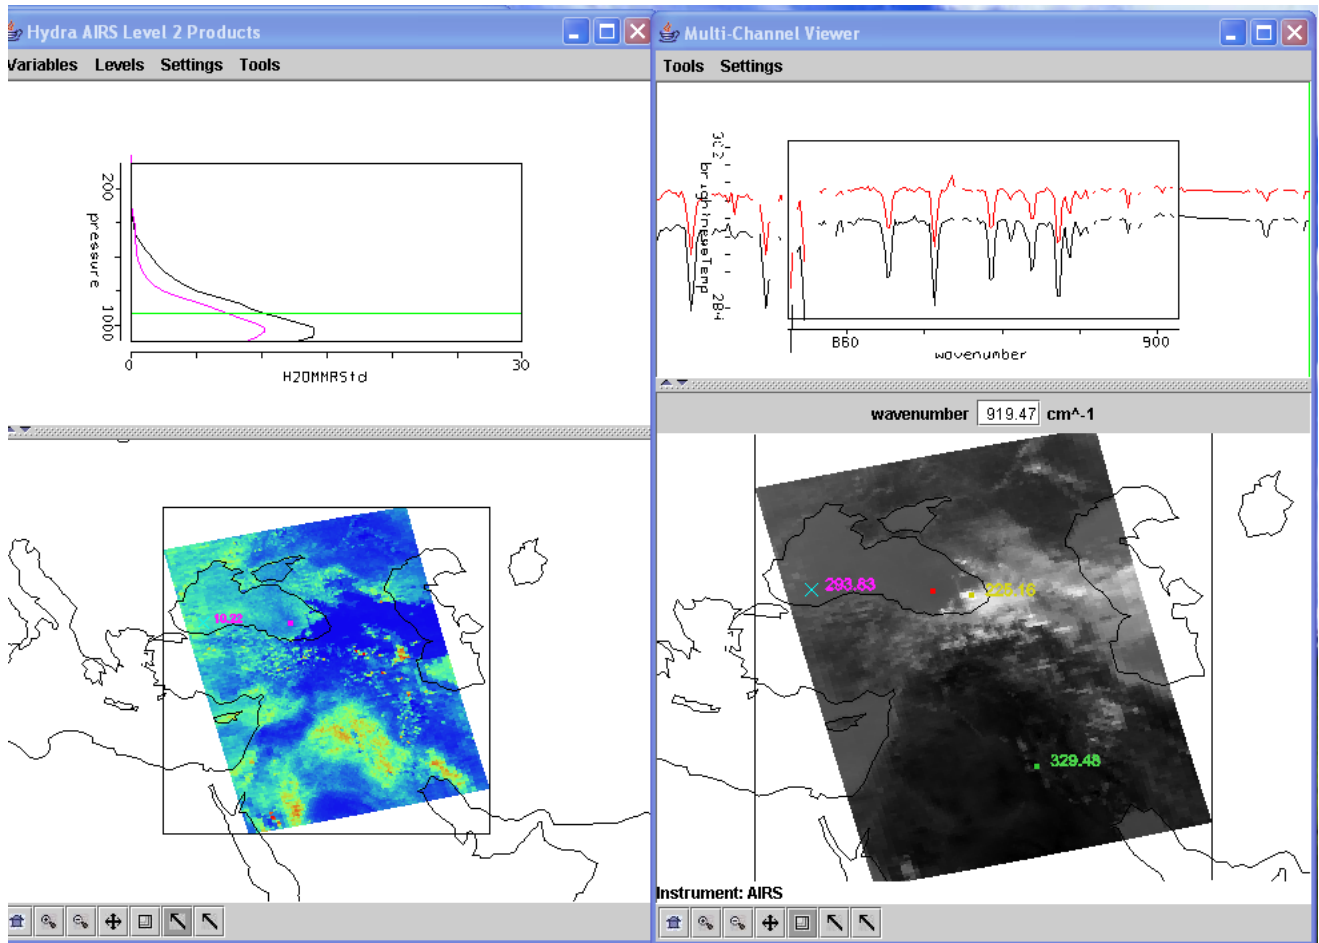 Hydra AIRS Level 2 Products
Variables Levels Settings Tools
200
pressure
1000
0
30
H2OMMRStd
10.22
Multi-Channel Viewer
Tools Settings
302
brightnessTemp
284
860
900
wavenumber
wavenumber 919.47 cm^-1
293.83
225.16
329.48
Instrument: AIRS